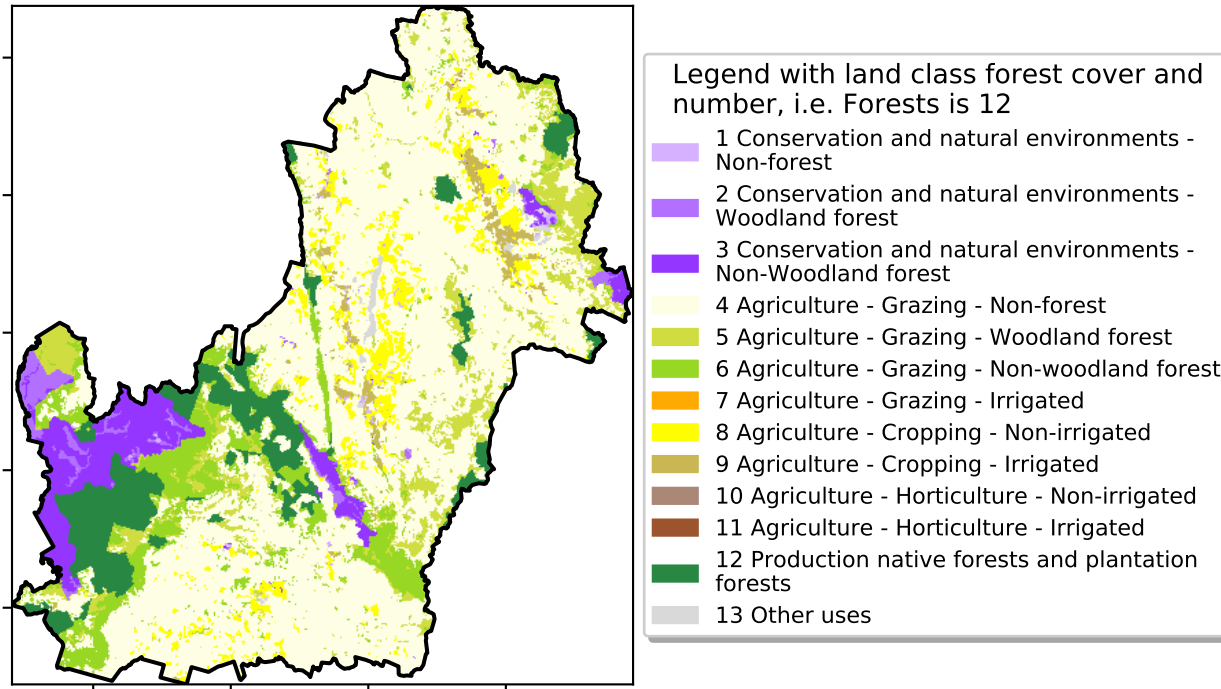 Legend with land class forest cover and
number, i.e. Forests is 12
1 Conservation and natural environments -
Non-forest
2 Conservation and natural environments -
Woodland forest
3 Conservation and natural environments -
Non-Woodland forest
4 Agriculture - Grazing - Non-forest
5 Agriculture - Grazing - Woodland forest
6 Agriculture - Grazing - Non-woodland forest
7 Agriculture - Grazing - Irrigated
8 Agriculture - Cropping - Non-irrigated
9 Agriculture - Cropping - Irrigated
10 Agriculture - Horticulture - Non-irrigated
11 Agriculture - Horticulture - Irrigated
12 Production native forests and plantation
forests
13 Other uses